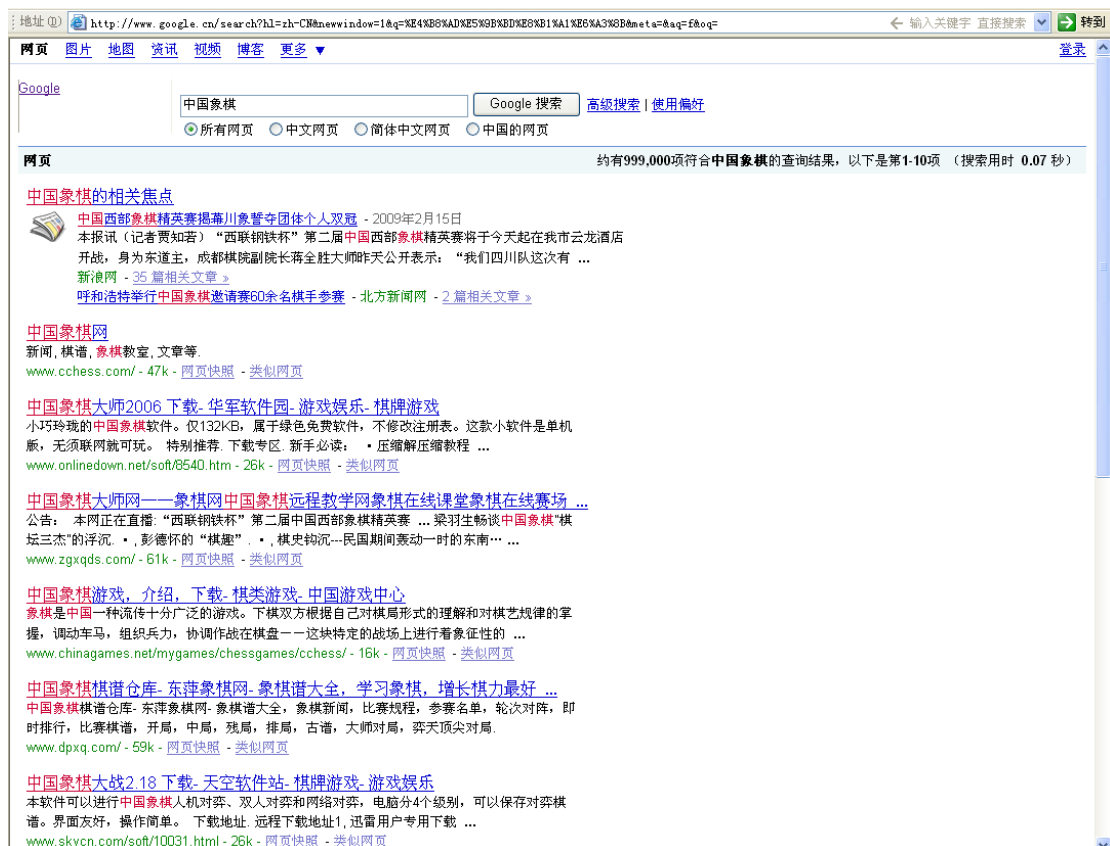 地址(D) http://www.google.cn/search?hl=zh-CN&newwindow=1&q=%E4%B8%AD%E5%9B%BD%E8%B1%A1%E6%A3%8B&meta=&aq=f&oq= 输入关键字 直接搜索 转到
网页 图片 地图 资讯 视频 博客 更多 ▼ 登录
Google
中国象棋 Google 搜索 高级搜索 | 使用偏好
所有网页 中文网页 简体中文网页 中国的网页
网页 约有999,000项符合中国象棋的查询结果，以下是第1-10项 （搜索用时 0.07 秒）
中国象棋的相关焦点
中国西部象棋精英赛揭幕川象誓夺团体个人双冠 - 2009年2月15日
本报讯（记者贾知若）“西联钢铁杯”第二届中国西部象棋精英赛将于今天起在我市云龙酒店
开战，身为东道主，成都棋院副院长蒋全胜大师昨天公开表示：“我们四川队这次有 ...
新浪网 - 35 篇相关文章 »
呼和浩特举行中国象棋邀请赛60余名棋手参赛 - 北方新闻网 - 2 篇相关文章 »
中国象棋网
新闻, 棋谱, 象棋教室, 文章等.
www.cchess.com/ - 47k - 网页快照 - 类似网页
中国象棋大师2006 下载- 华军软件园- 游戏娱乐- 棋牌游戏
小巧玲珑的中国象棋软件。仅132KB，属于绿色免费软件，不修改注册表。这款小软件是单机
版，无须联网就可玩。 特别推荐. 下载专区. 新手必读： ・压缩解压缩教程 ...
www.onlinedown.net/soft/8540.htm - 26k - 网页快照 - 类似网页
中国象棋大师网——象棋网中国象棋远程教学网象棋在线课堂象棋在线赛场 ...
公告： 本网正在直播:“西联钢铁杯”第二届中国西部象棋精英赛 ... 梁羽生畅谈中国象棋"棋
坛三杰"的浮沉. ・, 彭德怀的“棋趣”. ・, 棋史钩沉---民国期间轰动一时的东南… ...
www.zgxqds.com/ - 61k - 网页快照 - 类似网页
中国象棋游戏，介绍，下载- 棋类游戏- 中国游戏中心
象棋是中国一种流传十分广泛的游戏。下棋双方根据自己对棋局形式的理解和对棋艺规律的掌
握，调动车马，组织兵力，协调作战在棋盘－－这块特定的战场上进行着象征性的 ...
www.chinagames.net/mygames/chessgames/cchess/ - 16k - 网页快照 - 类似网页
中国象棋棋谱仓库- 东萍象棋网- 象棋谱大全，学习象棋，增长棋力最好 ...
中国象棋棋谱仓库- 东萍象棋网- 象棋谱大全，象棋新闻，比赛规程，参赛名单，轮次对阵，即
时排行，比赛棋谱，开局，中局，残局，排局，古谱，大师对局，弈天顶尖对局.
www.dpxq.com/ - 59k - 网页快照 - 类似网页
中国象棋大战2.18 下载- 天空软件站- 棋牌游戏- 游戏娱乐
本软件可以进行中国象棋人机对弈、双人对弈和网络对弈，电脑分4个级别，可以保存对弈棋
谱。界面友好，操作简单。 下载地址. 远程下载地址1, 迅雷用户专用下载 ...
www.skycn.com/soft/10031.html - 26k - 网页快照 - 类似网页